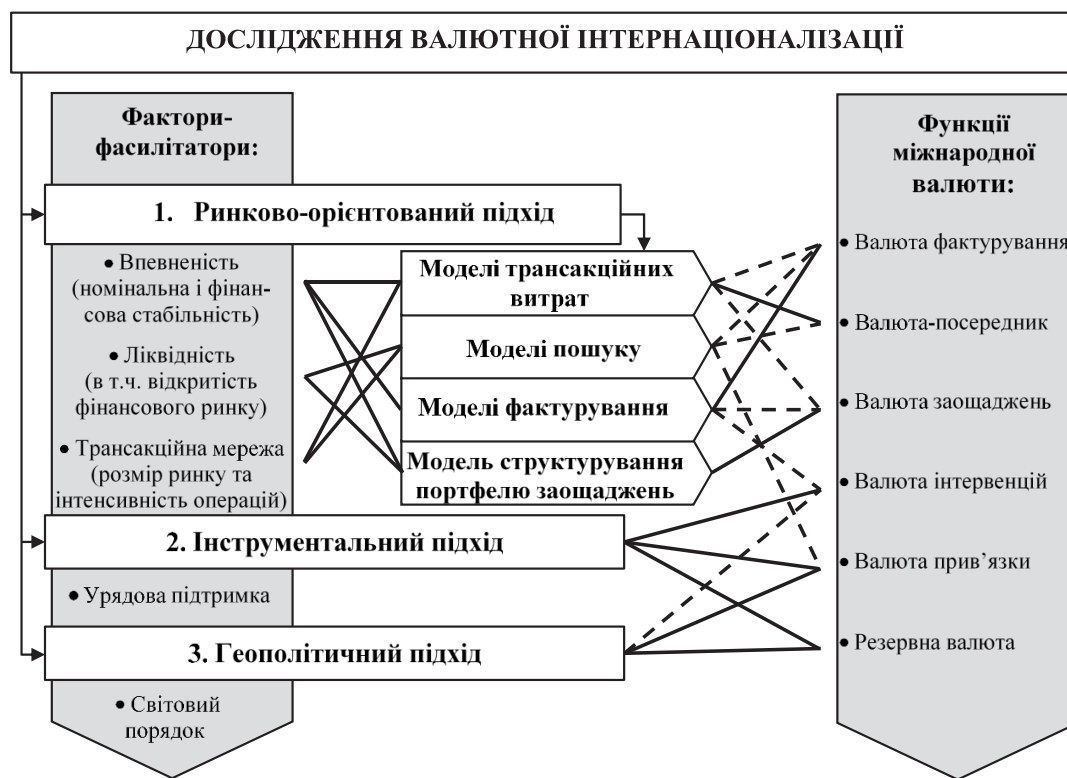 ДОСЛІДЖЕННЯ ВАЛЮТНОЇ ІНТЕРНАЦІОНАЛІЗАЦІЇ
Фактори-
фасилітатори:
1. Ринково-орієнтований підхід
• Впевненість
(номінальна і фінан-
сова стабільність)
• Ліквідність
(в т.ч. відкритість
фінансового ринку)
• Трансакційна мережа
(розмір ринку та
інтенсивність операцій)
Моделі трансакційних
витрат
Моделі пошуку
Моделі фактурування
Модель структурування
портфелю заощаджень
2. Інструментальний підхід
• Урядова підтримка
3. Геополітичний підхід
• Світовий
порядок
Функції
міжнародної
валюти:
• Валюта фактурування
• Валюта-посередник
• Валюта заощаджень
• Валюта інтервенцій
• Валюта прив’язки
• Резервна валюта